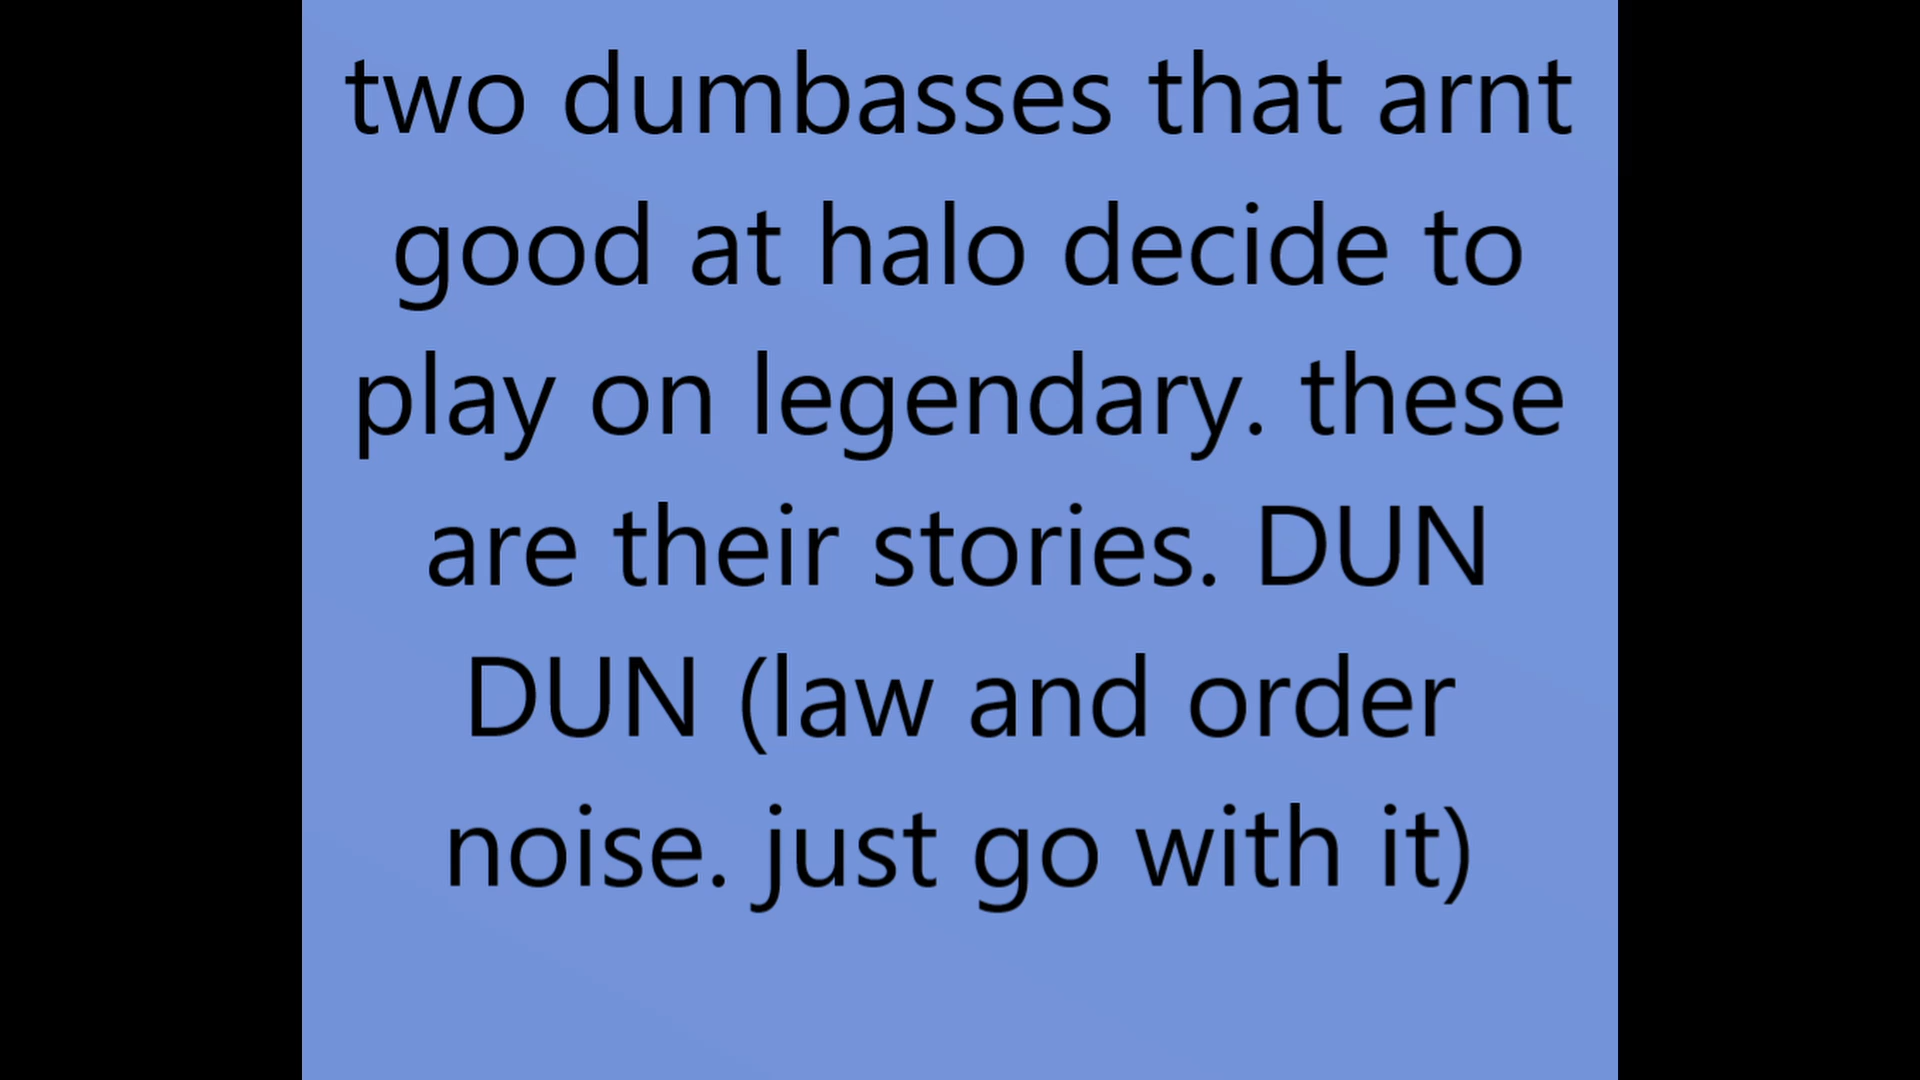 two dumbasses that arnt
good at halo decide to
play on legendary. these
are their stories. DUN
DUN (law and order
noise. just go with it)